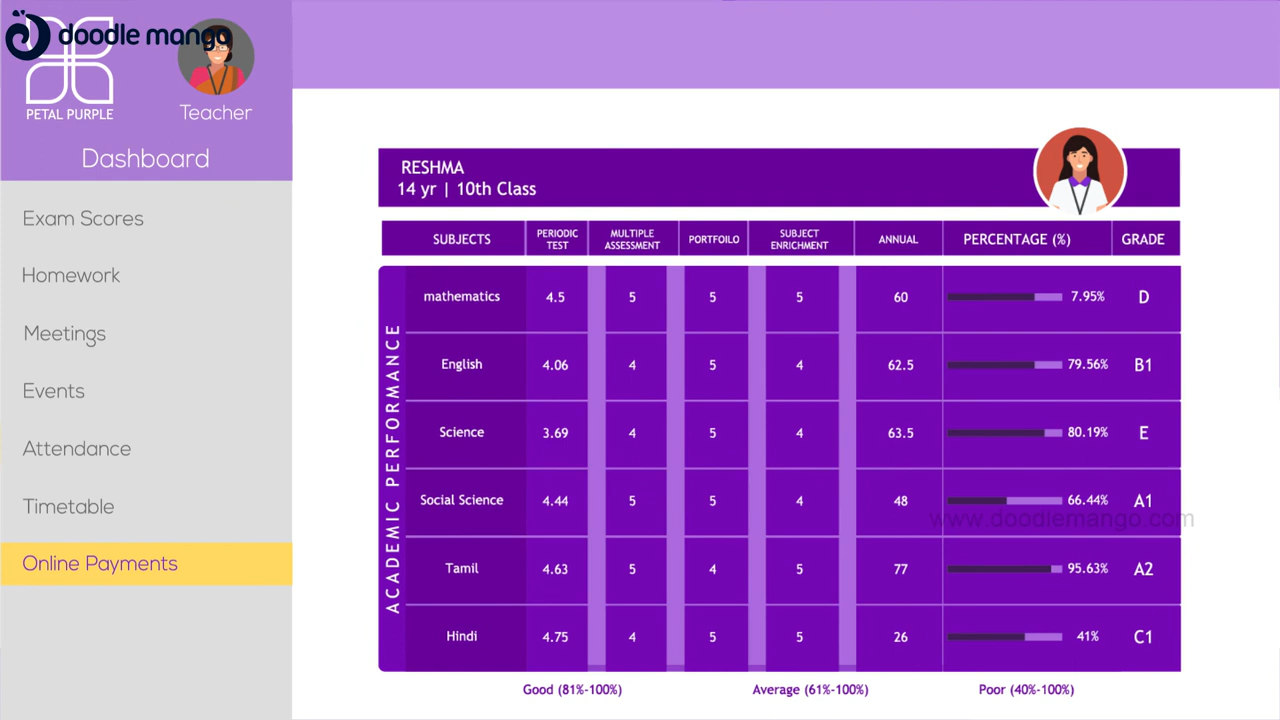 doodle mango
PETAL PURPLE
Teacher
Dashboard
Exam Scores
Homework
Meetings
Events
Attendance
Timetable
Online Payments
RESHMA
14 yr | 10th Class
SUBJECTS PERIODIC TEST MULTIPLE ASSESSMENT PORTFOILO SUBJECT ENRICHMENT ANNUAL PERCENTAGE (%) GRADE
ACADEMIC PERFORMANCE
mathematics 4.5 5 5 5 60 7.95% D
English 4.06 4 5 4 62.5 79.56% B1
Science 3.69 4 5 4 63.5 80.19% E
Social Science 4.44 5 5 4 48 66.44% A1
www.doodlemango.com
Tamil 4.63 5 4 5 77 95.63% A2
Hindi 4.75 4 5 5 26 41% C1
Good (81%-100%) Average (61%-100%) Poor (40%-100%)